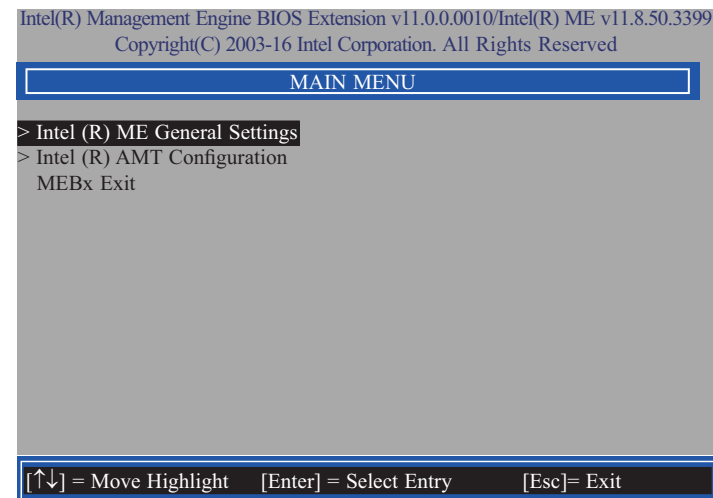 Intel(R) Management Engine BIOS Extension v11.0.0.0010/Intel(R) ME v11.8.50.3399
Copyright(C) 2003-16 Intel Corporation. All Rights Reserved
MAIN MENU
> Intel (R) ME General Settings
> Intel (R) AMT Configuration
MEBx Exit
[↑↓] = Move Highlight [Enter] = Select Entry [Esc]= Exit